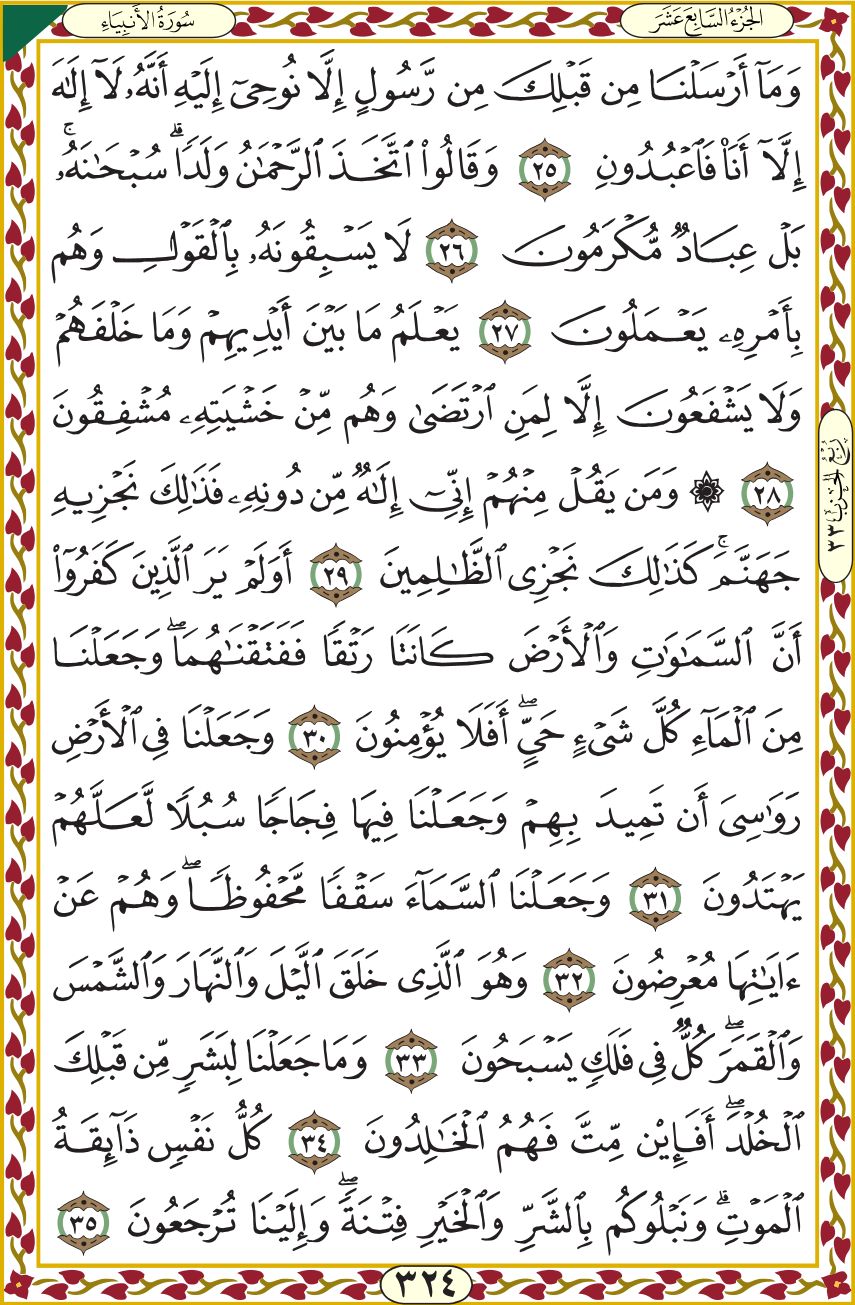 الجُزْءُ السَّابِعَ عَشَرَ
سُورَةُ الأَنبِيَاءِ
وَمَآ أَرۡسَلۡنَا مِن قَبۡلِكَ مِن رَّسُولٍ إِلَّا نُوحِيٓ إِلَيۡهِ أَنَّهُۥ لَآ إِلَٰهَ
إِلَّآ أَنَا۠ فَٱعۡبُدُونِ ٢٥ وَقَالُواْ ٱتَّخَذَ ٱلرَّحۡمَٰنُ وَلَدٗاۗ سُبۡحَٰنَهُۥۚ
بَلۡ عِبَادٞ مُّكۡرَمُونَ ٢٦ لَا يَسۡبِقُونَهُۥ بِٱلۡقَوۡلِ وَهُم
بِأَمۡرِهِۦ يَعۡمَلُونَ ٢٧ يَعۡلَمُ مَا بَيۡنَ أَيۡدِيهِمۡ وَمَا خَلۡفَهُمۡ
وَلَا يَشۡفَعُونَ إِلَّا لِمَنِ ٱرۡتَضَىٰ وَهُم مِّنۡ خَشۡيَتِهِۦ مُشۡفِقُونَ
٢٨ ۞ وَمَن يَقُلۡ مِنۡهُمۡ إِنِّيٓ إِلَٰهٞ مِّن دُونِهِۦ فَذَٰلِكَ نَجۡزِيهِ
جَهَنَّمَۚ كَذَٰلِكَ نَجۡزِي ٱلظَّٰلِمِينَ ٢٩ أَوَلَمۡ يَرَ ٱلَّذِينَ كَفَرُوٓاْ
أَنَّ ٱلسَّمَٰوَٰتِ وَٱلۡأَرۡضَ كَانَتَا رَتۡقٗا فَفَتَقۡنَٰهُمَاۖ وَجَعَلۡنَا
مِنَ ٱلۡمَآءِ كُلَّ شَيۡءٍ حَيٍّۖ أَفَلَا يُؤۡمِنُونَ ٣٠ وَجَعَلۡنَا فِي ٱلۡأَرۡضِ
رَوَٰسِيَ أَن تَمِيدَ بِهِمۡ وَجَعَلۡنَا فِيهَا فِجَاجٗا سُبُلٗا لَّعَلَّهُمۡ
يَهۡتَدُونَ ٣١ وَجَعَلۡنَا ٱلسَّمَآءَ سَقۡفٗا مَّحۡفُوظٗاۖ وَهُمۡ عَنۡ
ءَايَٰتِهَا مُعۡرِضُونَ ٣٢ وَهُوَ ٱلَّذِي خَلَقَ ٱلَّيۡلَ وَٱلنَّهَارَ وَٱلشَّمۡسَ
وَٱلۡقَمَرَۖ كُلّٞ فِي فَلَكٖ يَسۡبَحُونَ ٣٣ وَمَا جَعَلۡنَا لِبَشَرٖ مِّن قَبۡلِكَ
ٱلۡخُلۡدَۖ أَفَإِيْن مِّتَّ فَهُمُ ٱلۡخَٰلِدُونَ ٣٤ كُلُّ نَفۡسٖ ذَآئِقَةُ
ٱلۡمَوۡتِۗ وَنَبۡلُوكُم بِٱلشَّرِّ وَٱلۡخَيۡرِ فِتۡنَةٗۖ وَإِلَيۡنَا تُرۡجَعُونَ ٣٥
رُبْعُ الْحِزْبِ ٣٣
٣٢٤